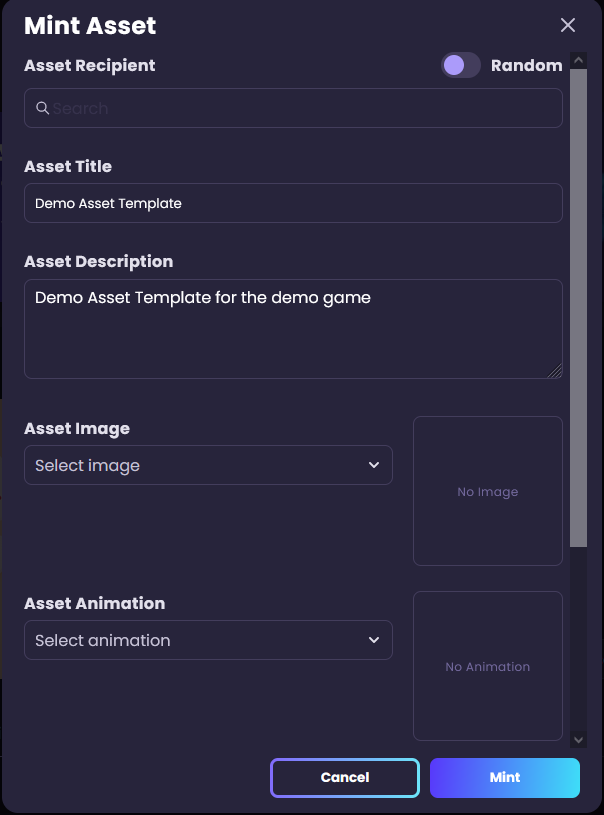 Mint Asset
Asset Recipient
Random
Search
Asset Title
Demo Asset Template
Asset Description
Demo Asset Template for the demo game
Asset Image
Select image
No Image
Asset Animation
Select animation
No Animation
Cancel
Mint